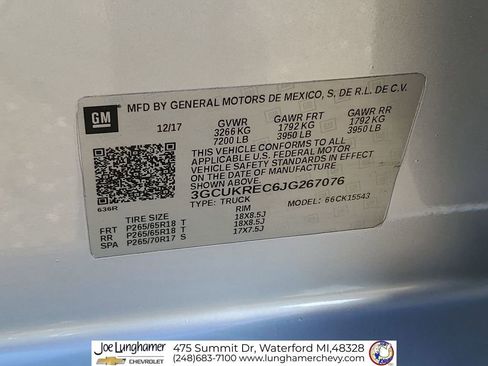 GM
MFD BY GENERAL MOTORS DE MEXICO, S. DE R.L. DE C.V.
12/17 GVWR GAWR FRT GAWR RR
3266 KG 1792 KG 1792 KG
7200 LB 3950 LB 3950 LB
THIS VEHICLE CONFORMS TO ALL
APPLICABLE U.S. FEDERAL MOTOR
VEHICLE SAFETY STANDARDS IN EFFECT
ON THE DATE OF MANUFACTURE SHOWN ABOVE.
3GCUKREC6JG267076
636R TYPE: TRUCK MODEL: 66CK15543
TIRE SIZE RIM
FRT P265/65R18 T 18X8.5J
RR P265/65R18 T 18X8.5J
SPA P265/70R17 S 17X7.5J
Joe Lunghamer
CHEVROLET
475 Summit Dr, Waterford MI,48328
(248)683-7100 www.lunghamerchevy.com